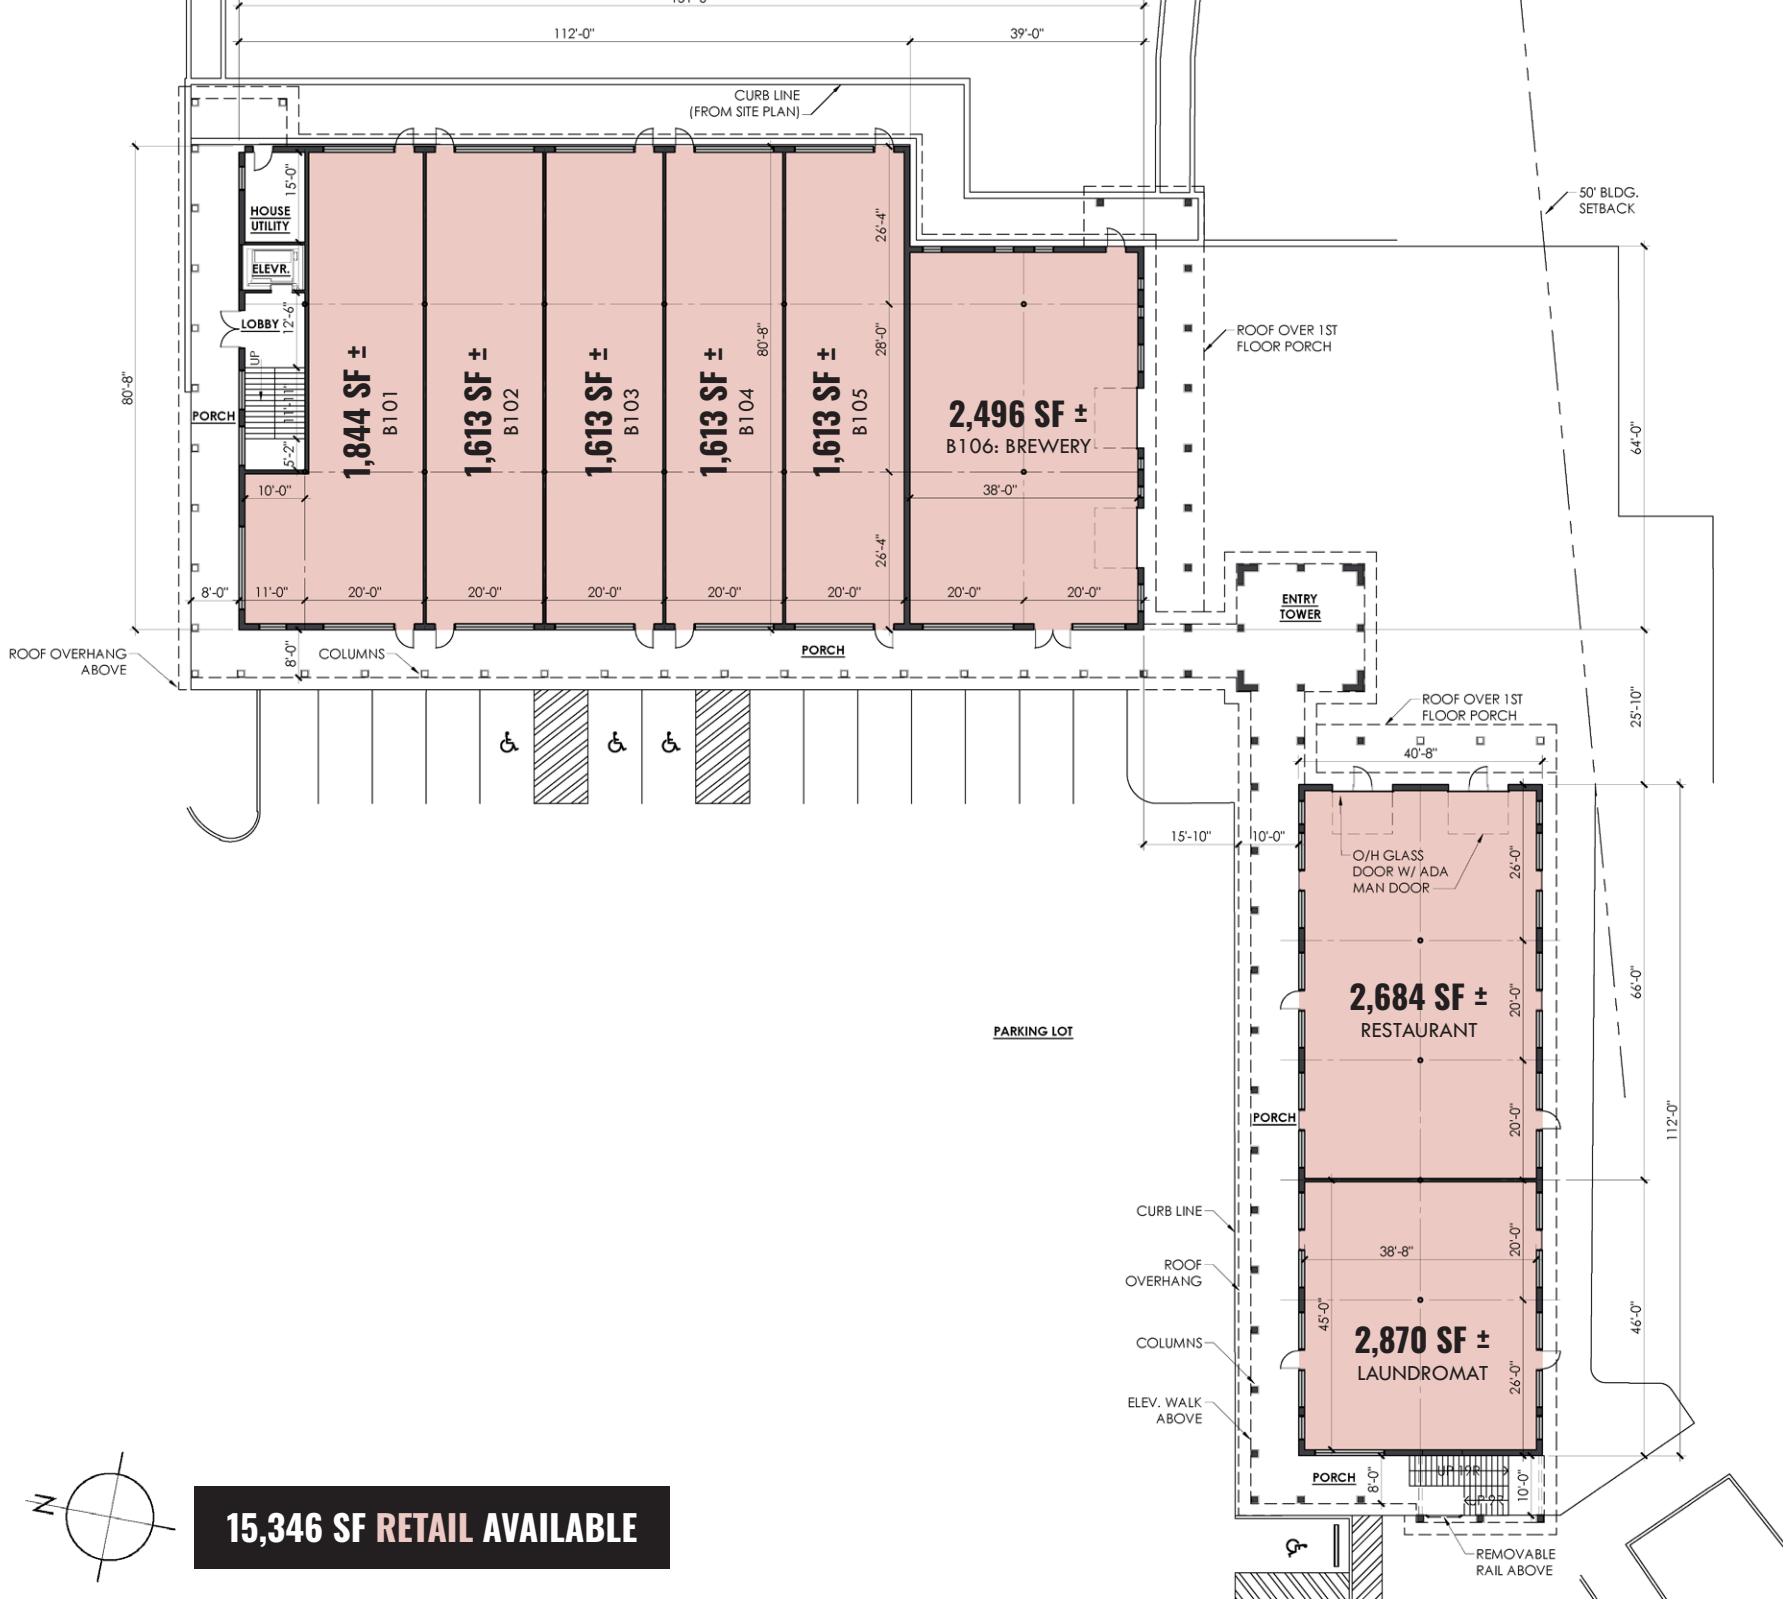 112'-0"
39'-0"
CURB LINE
(FROM SITE PLAN)
50' BLDG.
SETBACK
15'-0"
HOUSE
UTILITY
ELEVR.
LOBBY
12'-6"
UP
11'-11"
5'-2"
PORCH
80'-8"
10'-0"
1,844 SF ±
B101
1,613 SF ±
B102
1,613 SF ±
B103
1,613 SF ±
B104
80'-8"
1,613 SF ±
B105
26'-4"
28'-0"
26'-4"
2,496 SF ±
B106: BREWERY
38'-0"
ROOF OVER 1ST
FLOOR PORCH
64'-0"
8'-0"
11'-0"
20'-0"
20'-0"
20'-0"
20'-0"
20'-0"
20'-0"
20'-0"
ENTRY
TOWER
ROOF OVERHANG
ABOVE
8'-0"
COLUMNS
PORCH
25'-10"
ROOF OVER 1ST
FLOOR PORCH
40'-8"
15'-10"
10'-0"
O/H GLASS
DOOR W/ ADA
MAN DOOR
26'-0"
2,684 SF ±
RESTAURANT
20'-0"
66'-0"
PARKING LOT
PORCH
20'-0"
112'-0"
CURB LINE
20'-0"
38'-8"
ROOF
OVERHANG
45'-0"
46'-0"
2,870 SF ±
LAUNDROMAT
26'-0"
COLUMNS
ELEV. WALK
ABOVE
PORCH
8'-0"
UP 19R
10'-0"
N
15,346 SF RETAIL AVAILABLE
REMOVABLE
RAIL ABOVE